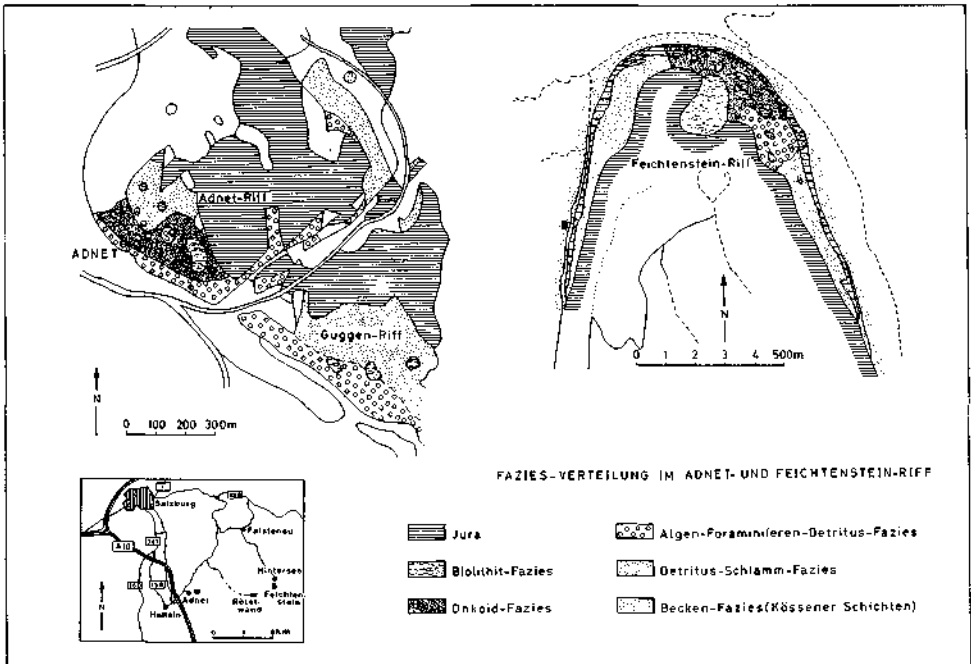 Adnet-Riff
ADNET
Guggen-Riff
N
0 100 200 300m
Feichtenstein-Riff
N
0 1 2 3 4 500m
FAZIES-VERTEILUNG IM ADNET- UND FEICHTENSTEIN-RIFF
Jura
Biolithit-Fazies
Onkoid-Fazies
Algen-Foraminiferen-Detritus-Fazies
Detritus-Schlamm-Fazies
Becken-Fazies (Kössener Schichten)
Salzburg
Faistenau
A10
Hintersee
Feichtenstein
Adnet
Rötelwand
Hallein
N